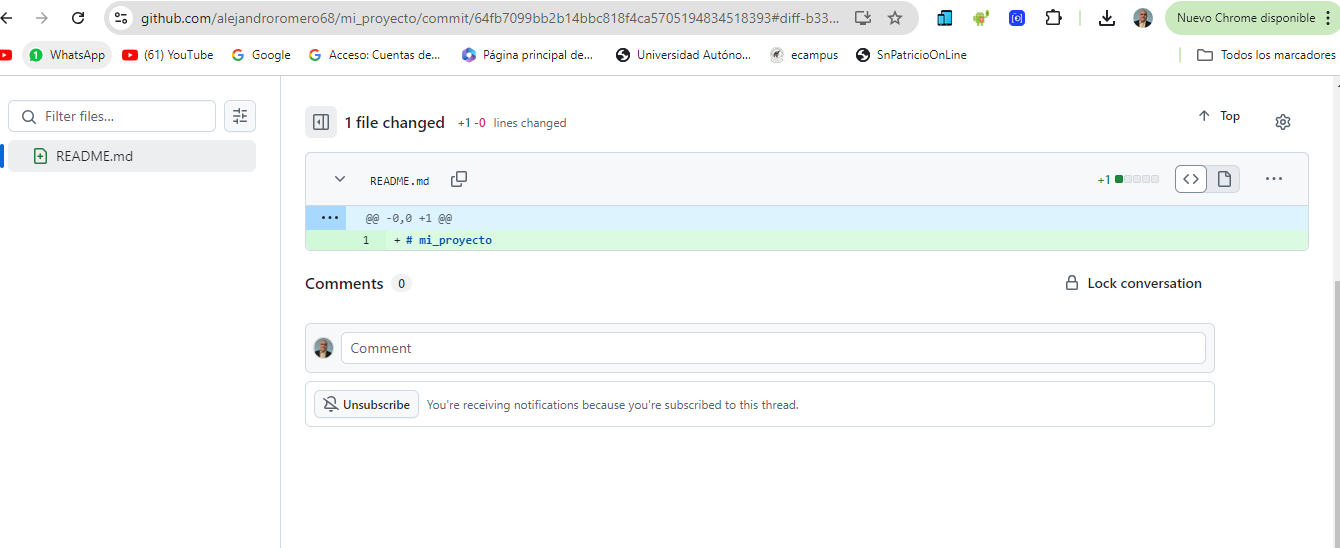 github.com/alejandroromero68/mi_proyecto/commit/64fb7099bb2b14bbc818f4ca5705194834518393#diff-b33...
Nuevo Chrome disponible
WhatsApp
(61) YouTube
Google
Acceso: Cuentas de...
Página principal de...
Universidad Autóno...
ecampus
SnPatricioOnLine
Todos los marcadores
Filter files...
README.md
1 file changed
+1 -0 lines changed
Top
README.md
+1
@@ -0,0 +1 @@
1 + # mi_proyecto
Comments 0
Lock conversation
Comment
Unsubscribe
You're receiving notifications because you're subscribed to this thread.